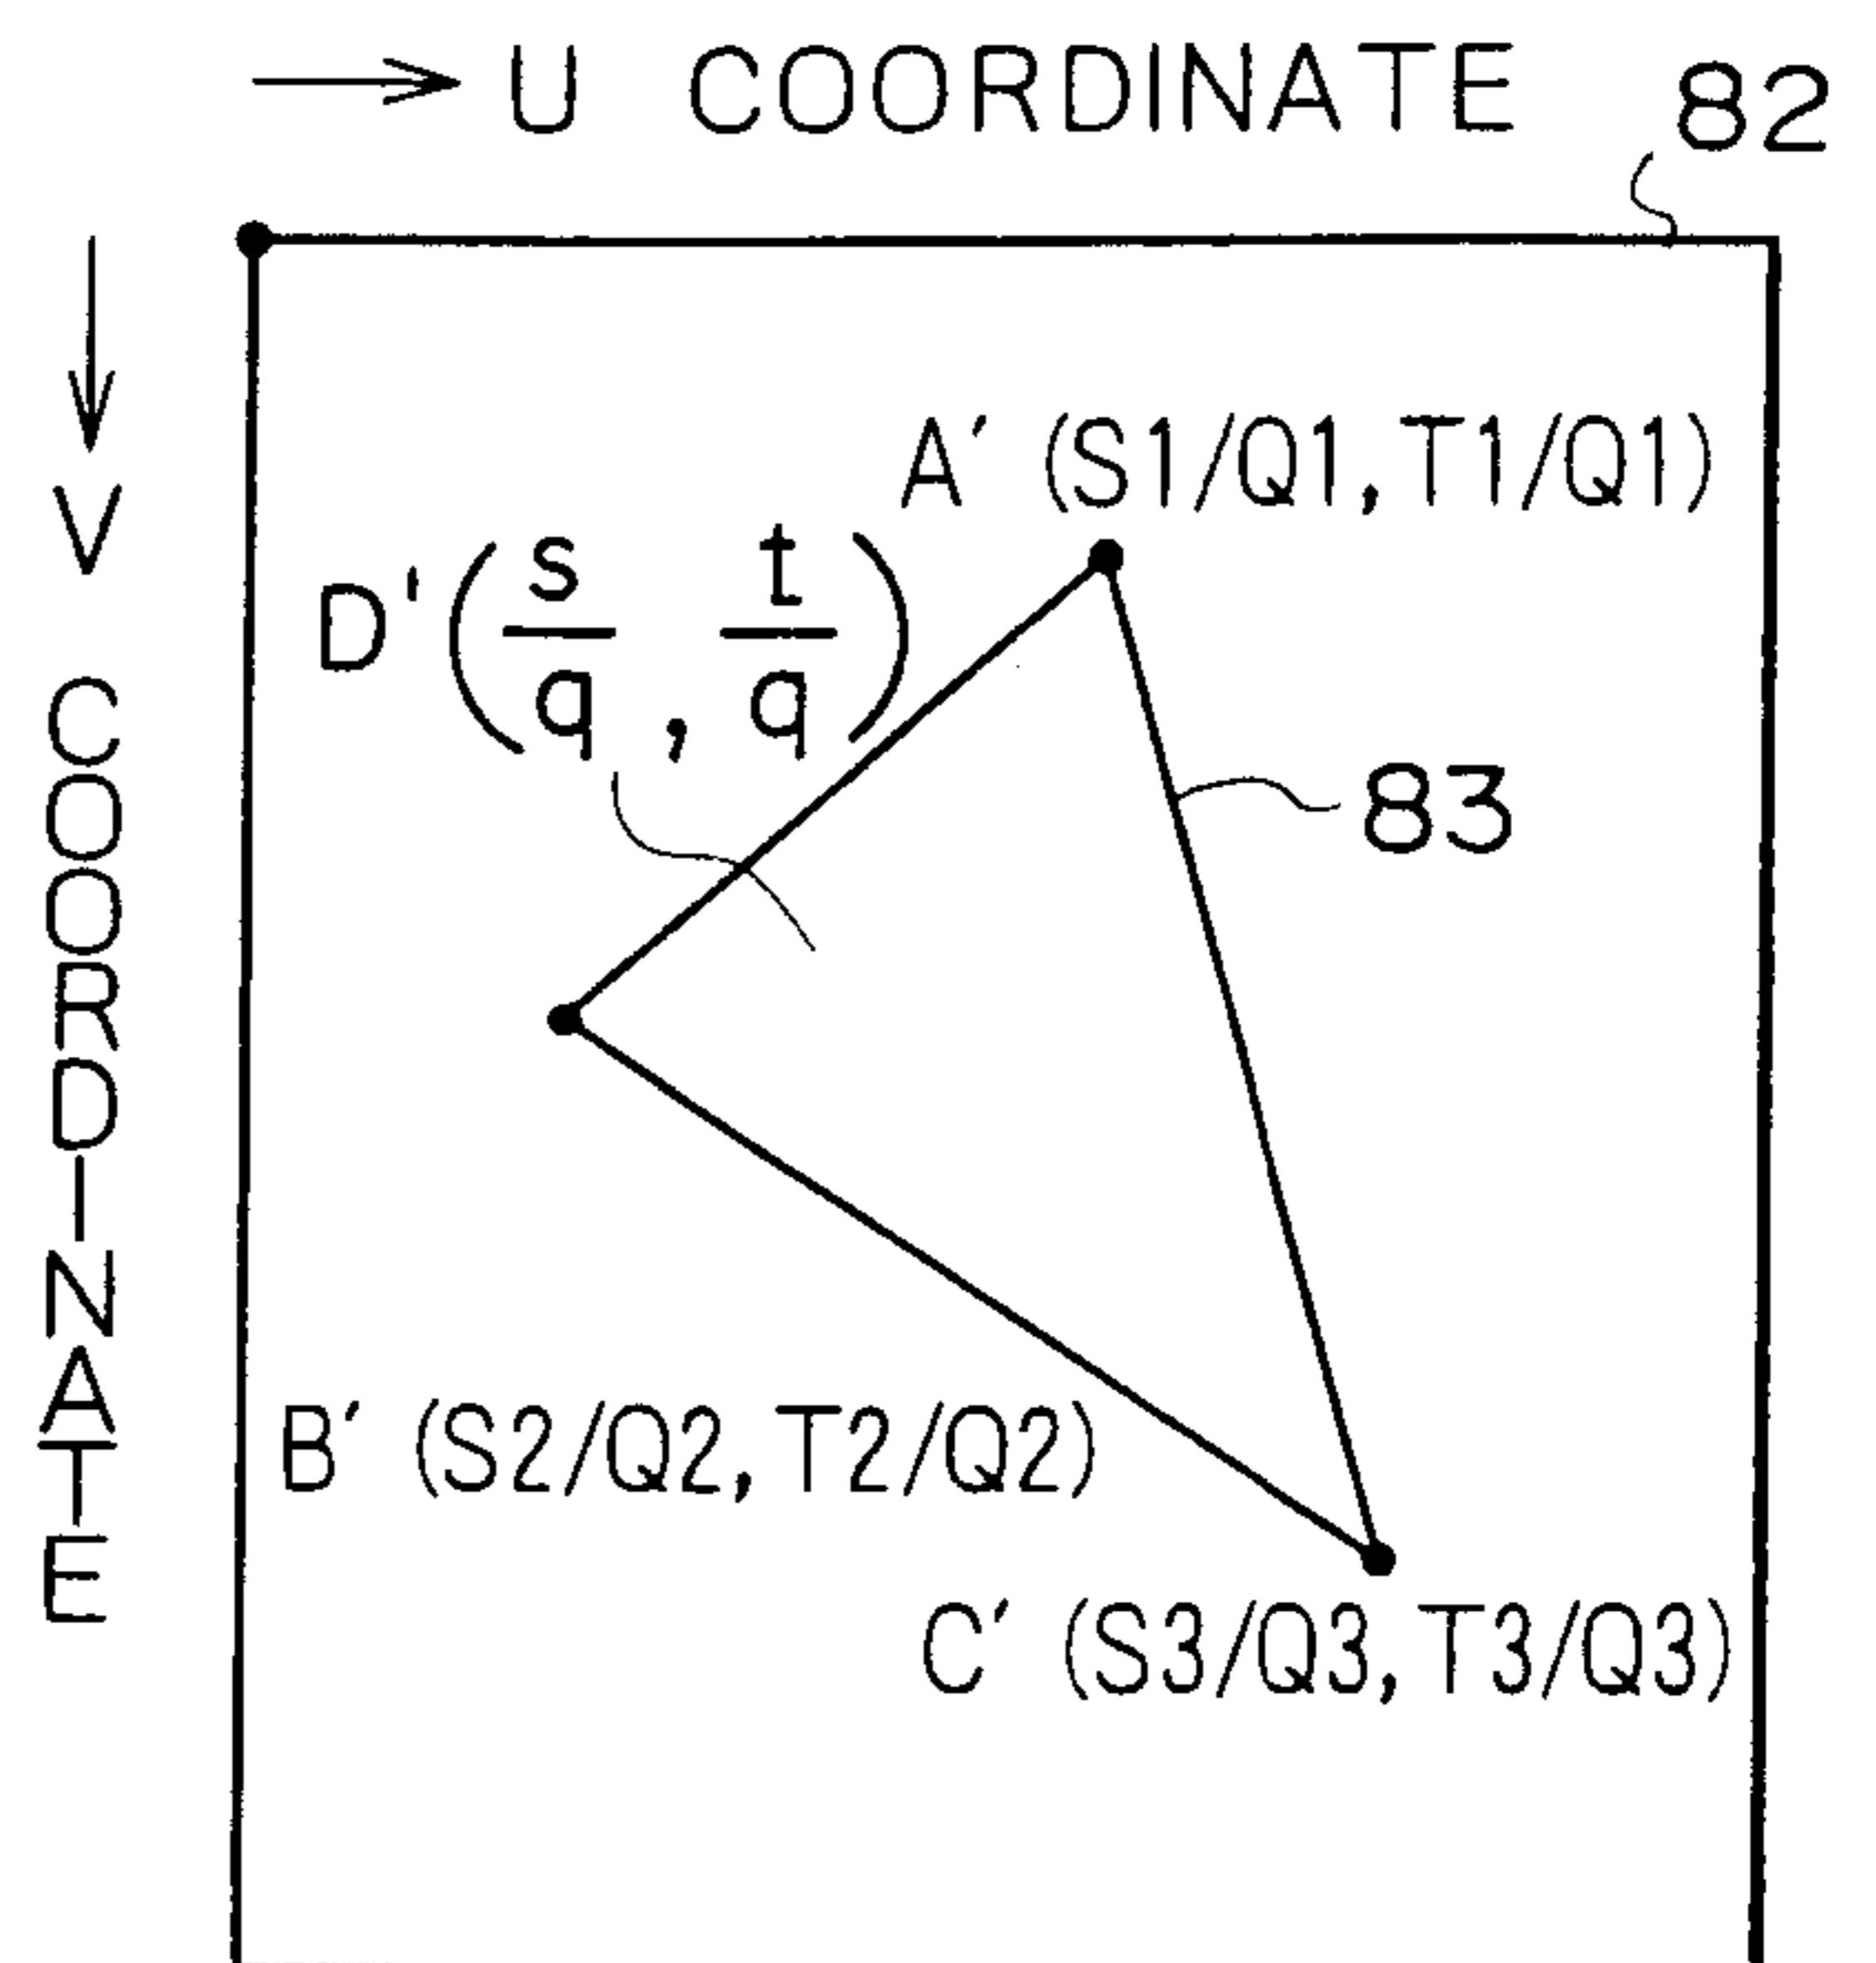 U COORDINATE
82
V COORDINATE
A' (S1/Q1,T1/Q1)
D' (s/q, t/q)
83
B' (S2/Q2,T2/Q2)
C' (S3/Q3,T3/Q3)